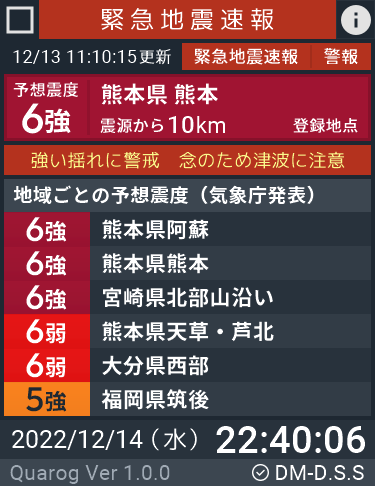 緊急地震速報
12/13 11:10:15更新 緊急地震速報 警報
予想震度 6強 熊本県 熊本
震源から10km 登録地点
強い揺れに警戒　念のため津波に注意
地域ごとの予想震度（気象庁発表）
6強 熊本県阿蘇
6強 熊本県熊本
6強 宮崎県北部山沿い
6弱 熊本県天草・芦北
6弱 大分県西部
5強 福岡県筑後
2022/12/14（水） 22:40:06
Quarog Ver 1.0.0 DM-D.S.S